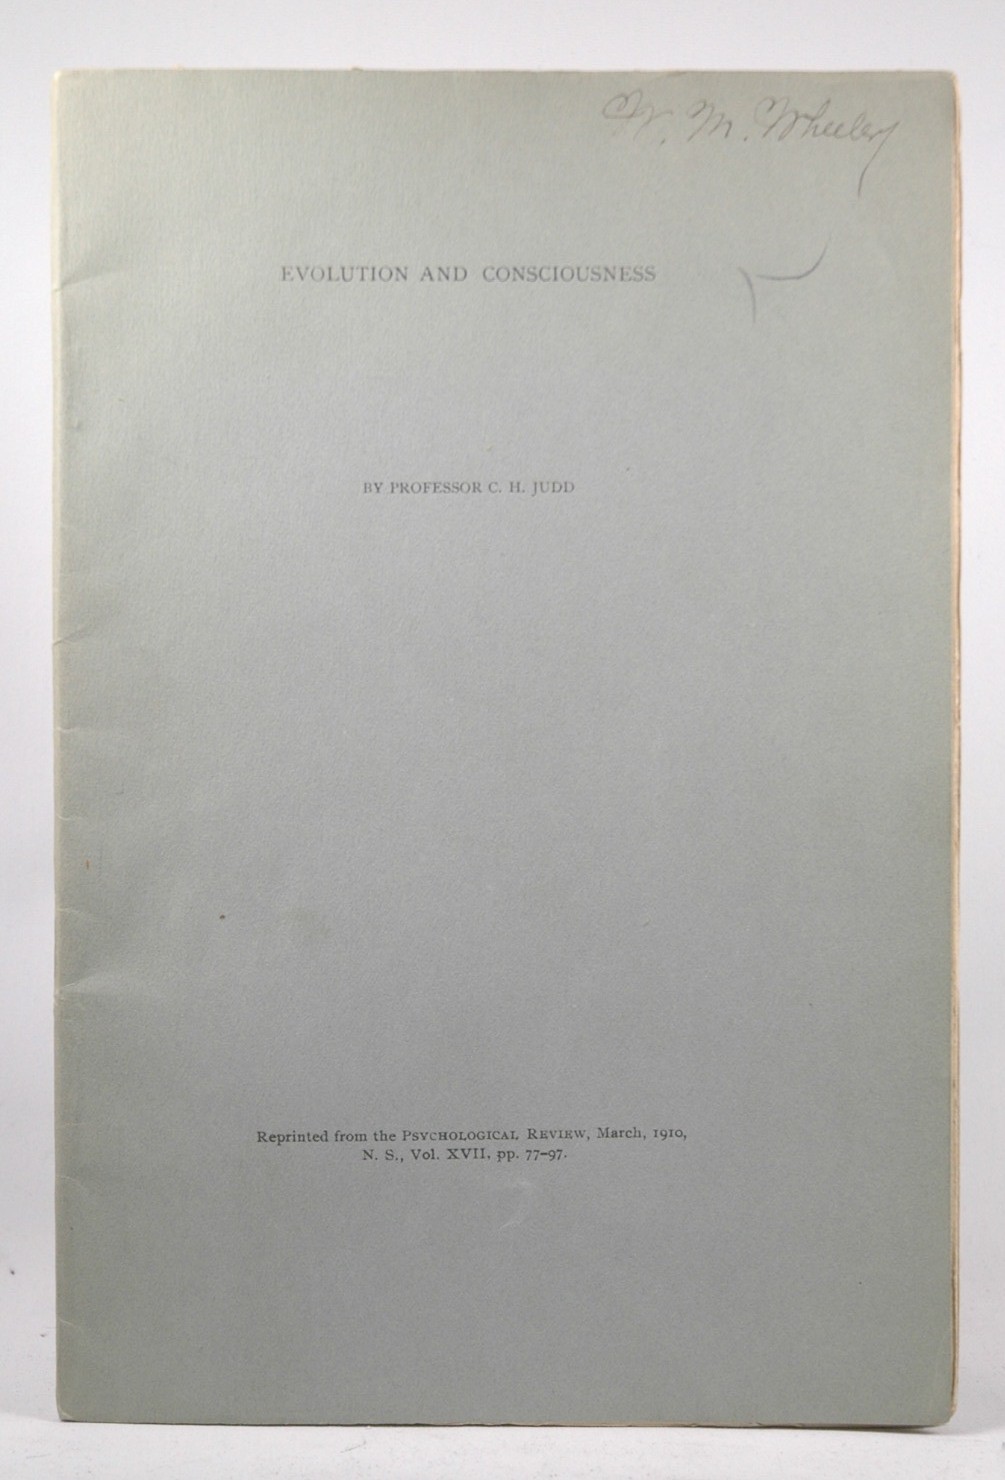 W. M. Wheeler
EVOLUTION AND CONSCIOUSNESS
BY PROFESSOR C. H. JUDD
Reprinted from the PSYCHOLOGICAL REVIEW, March, 1910,
N. S., Vol. XVII, pp. 77–97.